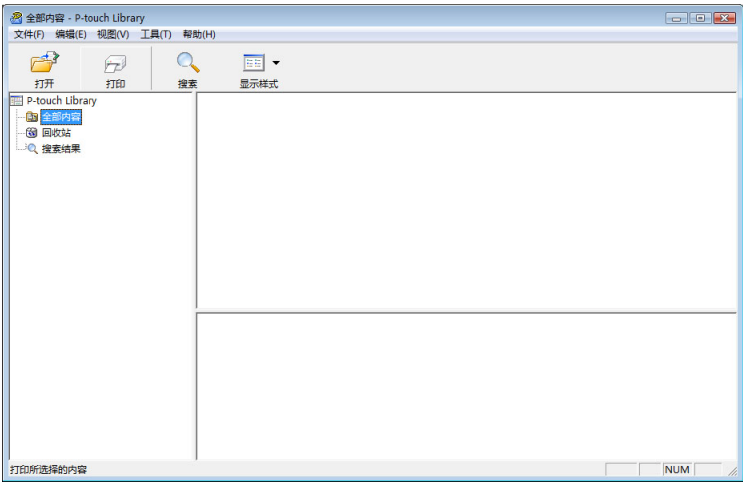 全部内容 - P-touch Library
文件(F) 编辑(E) 视图(V) 工具(T) 帮助(H)
打开 打印 搜索 显示样式
P-touch Library
全部内容
回收站
搜索结果
打印所选择的内容 NUM